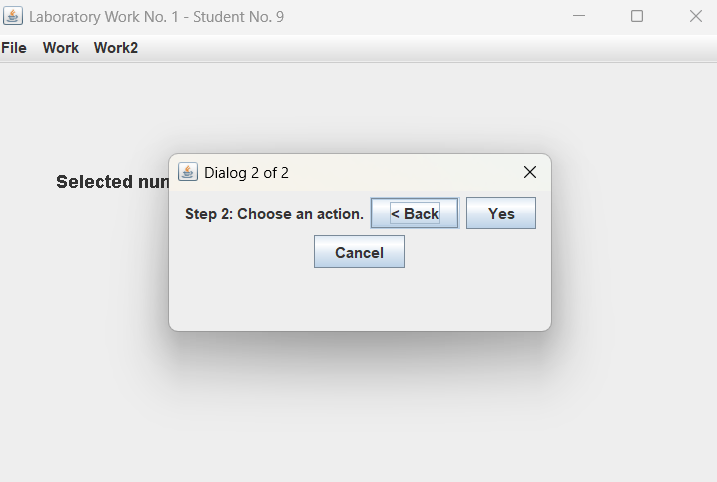 Laboratory Work No. 1 - Student No. 9
File Work Work2
Dialog 2 of 2
Selected
Step 2: Choose an action. < Back Yes
Cancel